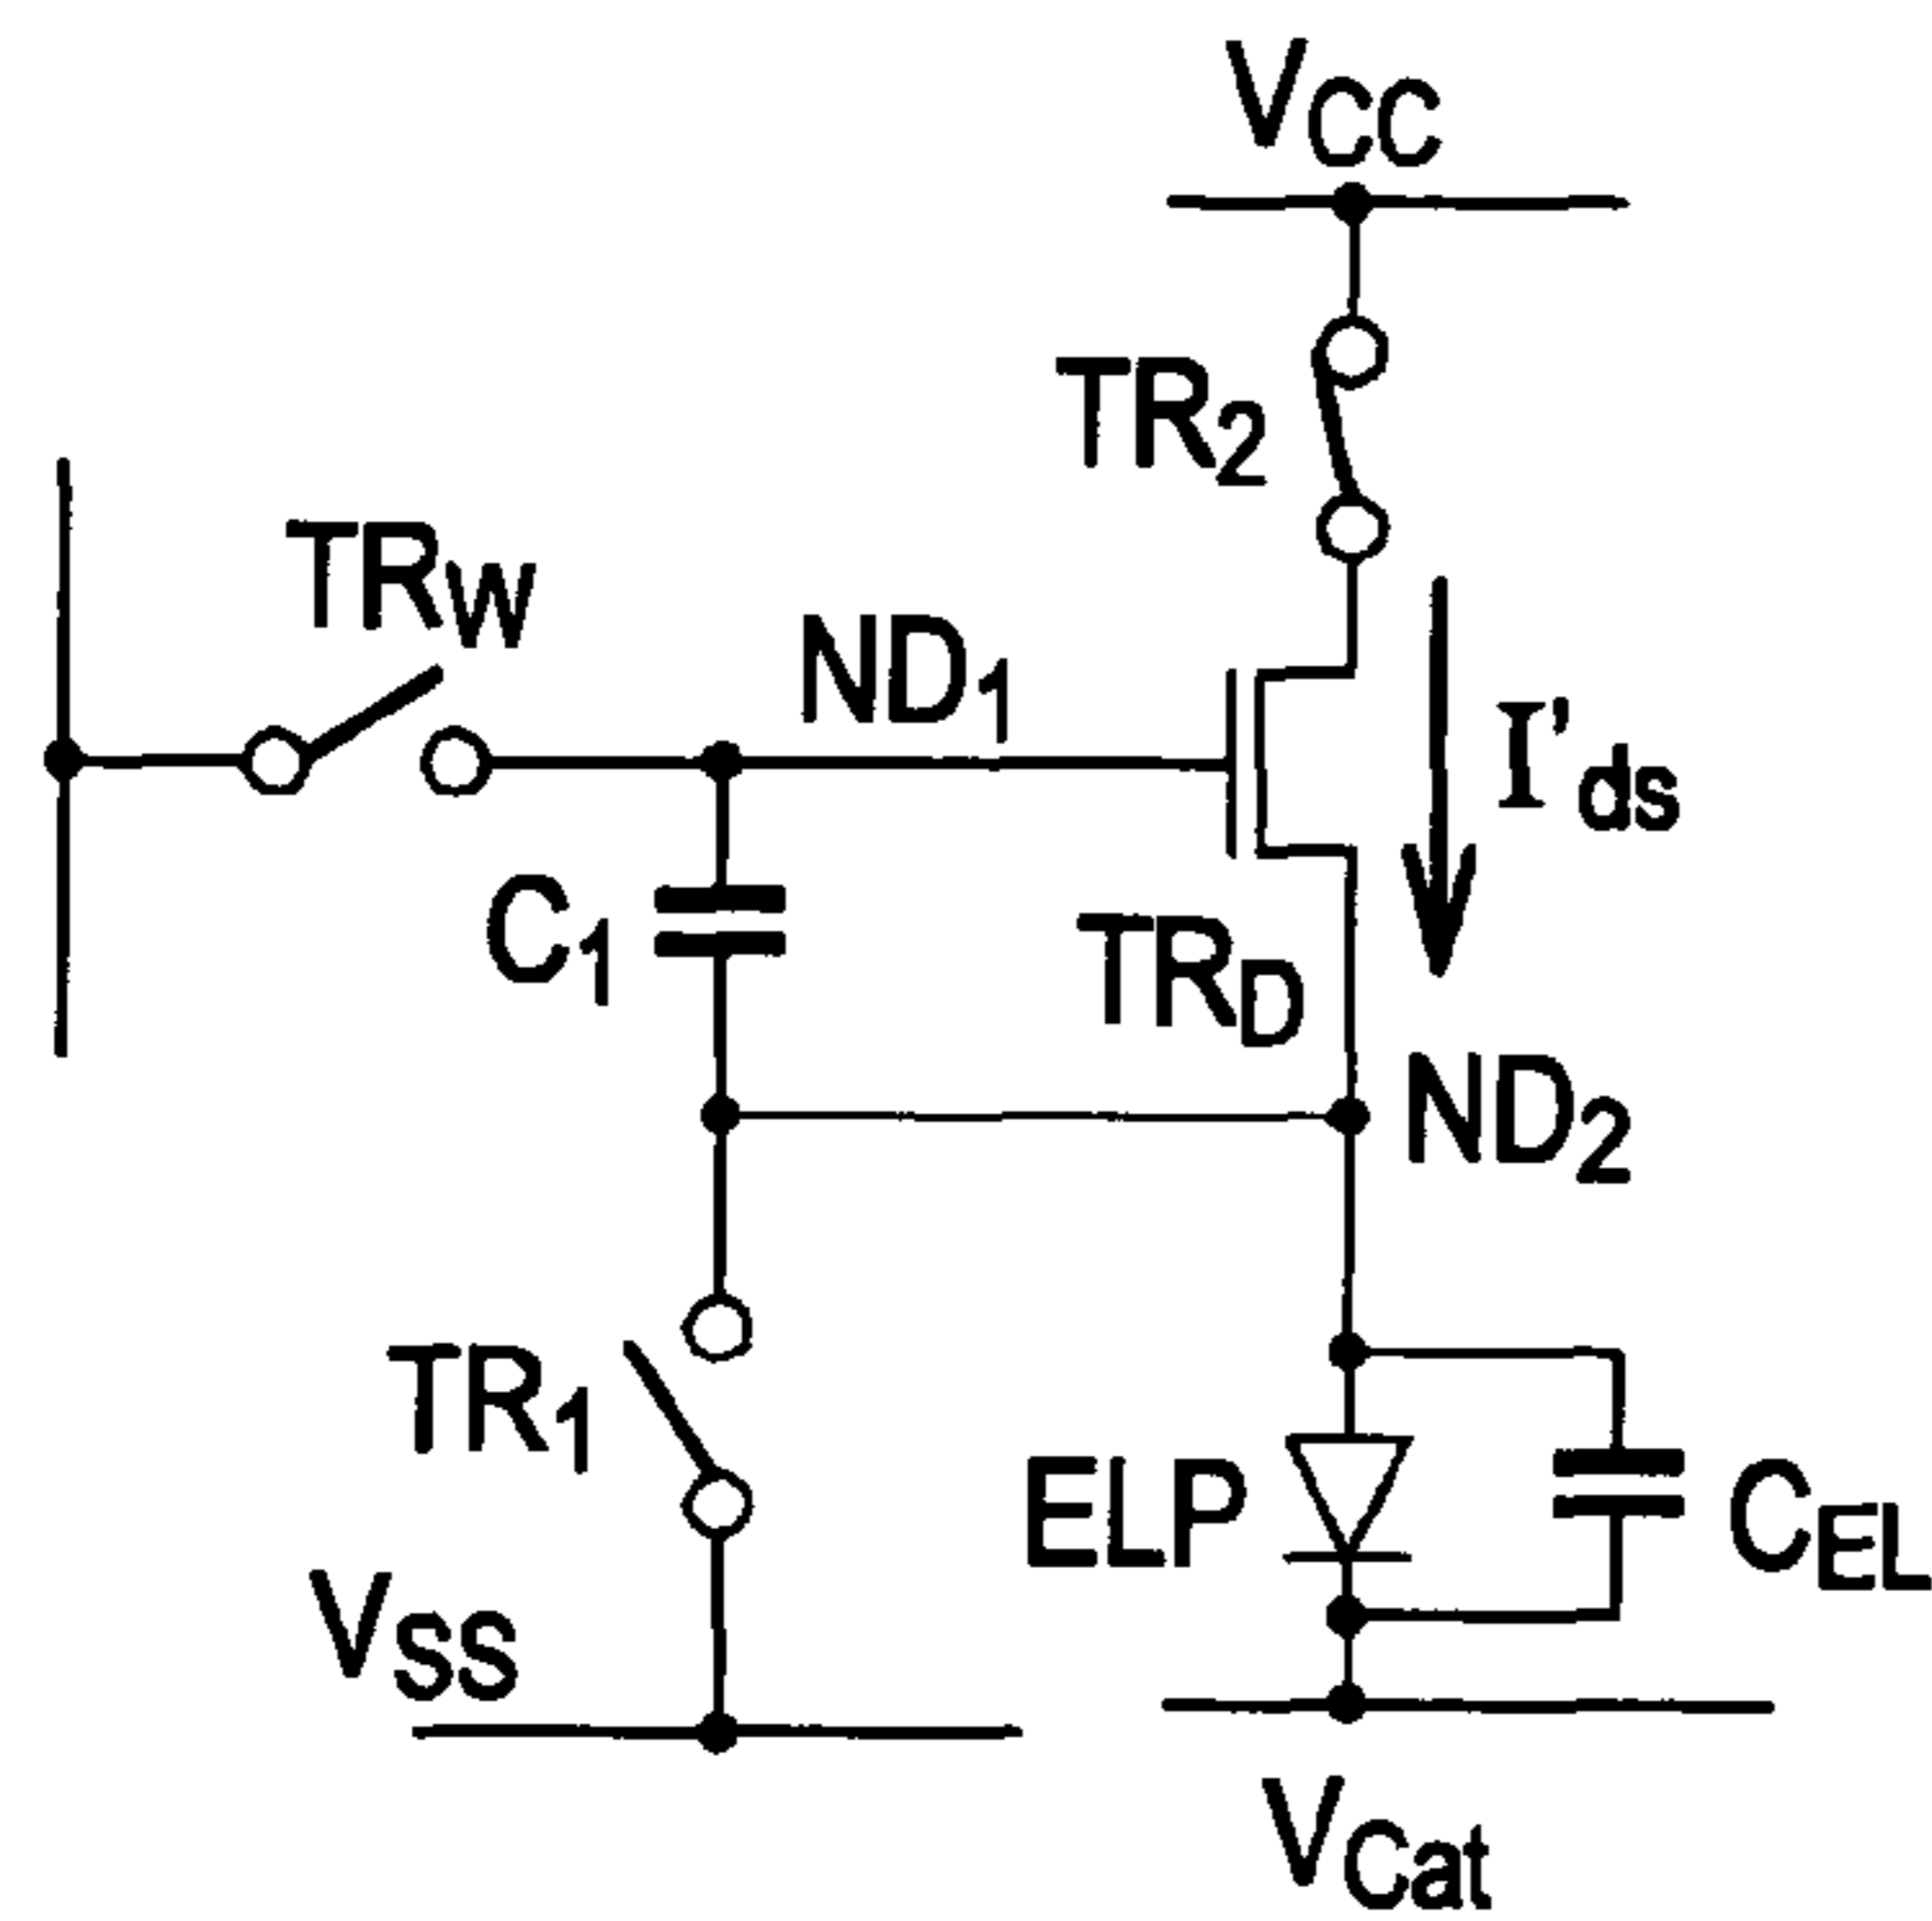 VCC
TR2
TRW
ND1
I'ds
C1
TRD
ND2
TR1
ELP
CEL
VSS
VCat